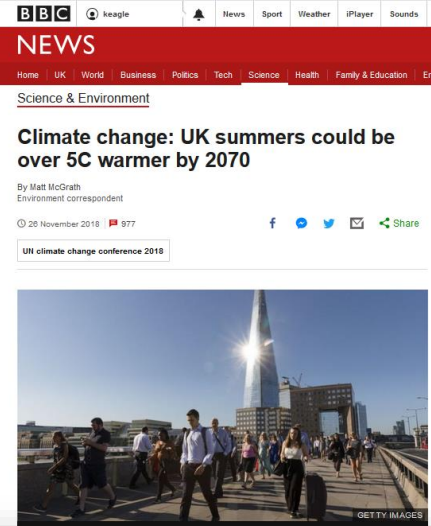 BBC keagle News Sport Weather iPlayer Sounds
NEWS
Home UK World Business Politics Tech Science Health Family & Education
Science & Environment
Climate change: UK summers could be
over 5C warmer by 2070
By Matt McGrath
Environment correspondent
26 November 2018 977 Share
UN climate change conference 2018
GETTY IMAGES